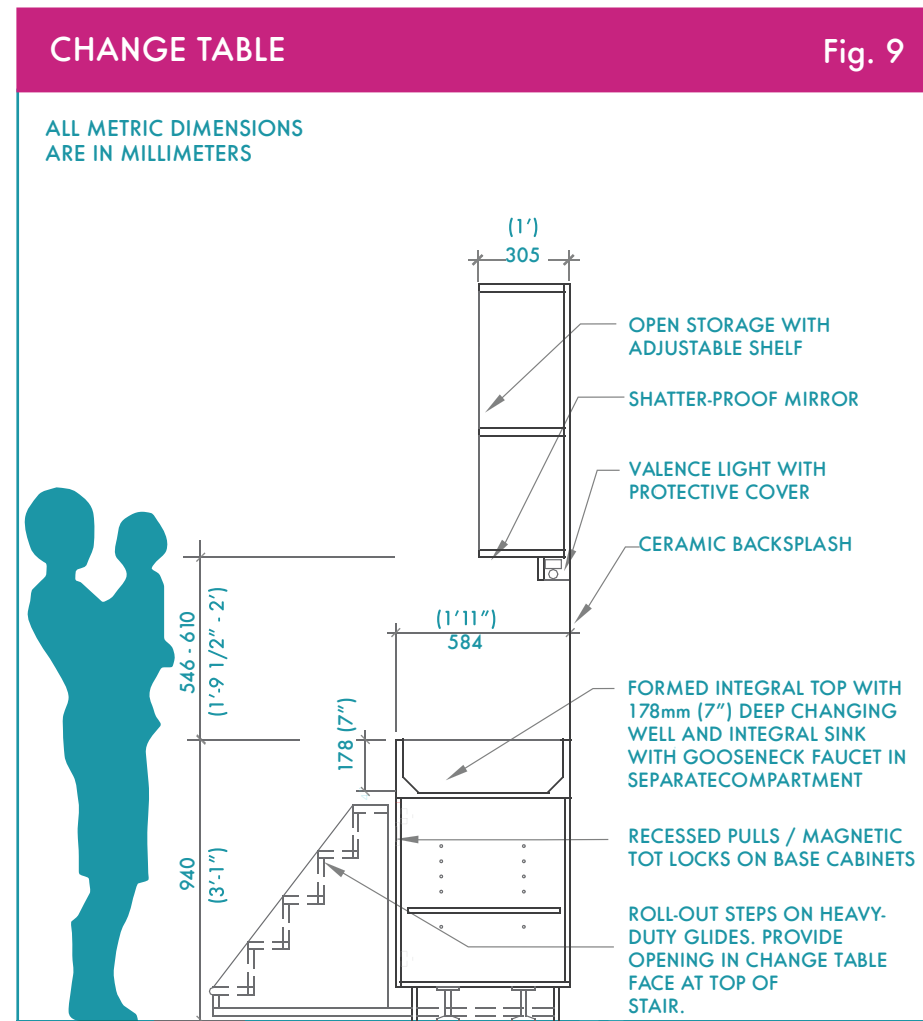 CHANGE TABLE
Fig. 9
ALL METRIC DIMENSIONS
ARE IN MILLIMETERS
(1')
305
OPEN STORAGE WITH
ADJUSTABLE SHELF
SHATTER-PROOF MIRROR
VALENCE LIGHT WITH
PROTECTIVE COVER
CERAMIC BACKSPLASH
546 - 610
(1'-9 1/2" - 2')
(1'11")
584
178 (7")
FORMED INTEGRAL TOP WITH
178mm (7") DEEP CHANGING
WELL AND INTEGRAL SINK
WITH GOOSENECK FAUCET IN
SEPARATECOMPARTMENT
940
(3'-1")
RECESSED PULLS / MAGNETIC
TOT LOCKS ON BASE CABINETS
ROLL-OUT STEPS ON HEAVY-
DUTY GLIDES. PROVIDE
OPENING IN CHANGE TABLE
FACE AT TOP OF
STAIR.